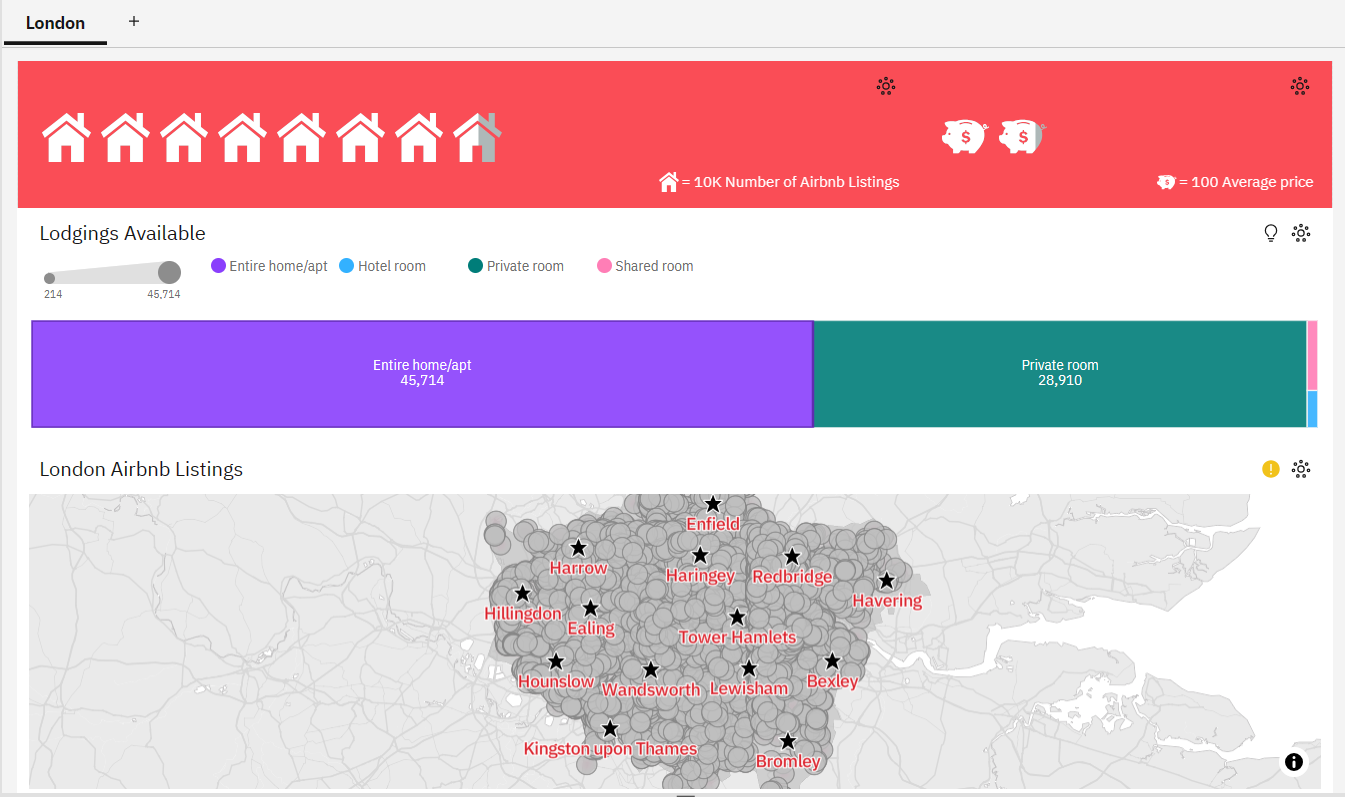 London +
= 10K Number of Airbnb Listings
= 100 Average price
Lodgings Available
214 45,714
Entire home/apt Hotel room Private room Shared room
Entire home/apt
45,714
Private room
28,910
London Airbnb Listings
Enfield
Harrow
Haringey
Redbridge
Havering
Hillingdon
Ealing
Tower Hamlets
Hounslow
Wandsworth
Lewisham
Bexley
Kingston upon Thames
Bromley